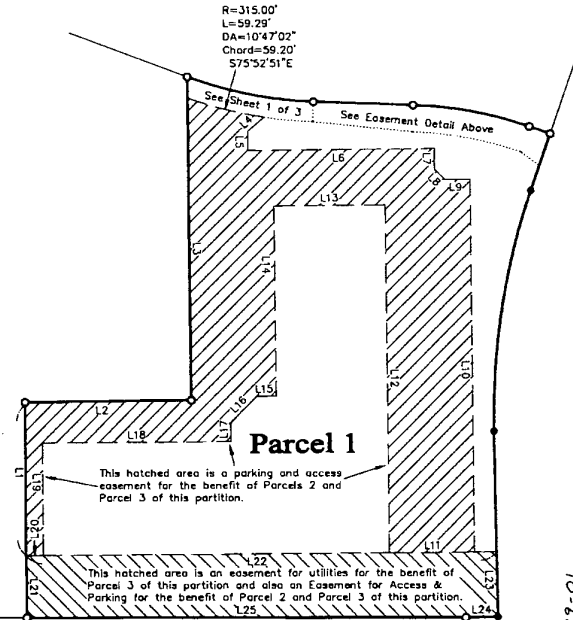 R=315.00'
L=59.29'
DA=10°47'02"
Chord=59.20'
S75°52'51"E
See Sheet 1 of 3
See Easement Detail Above
L4
L5
L6
L7
L8
L9
L13
L3
L14
L12
L10
L15
L16
L17
L2
L18
Parcel 1
This hatched area is a parking and access
easement for the benefit of Parcels 2 and
Parcel 3 of this partition.
L1
L19
L20
L11
L22
This hatched area is an easement for utilities for the benefit of
Parcel 3 of this partition and also an Easement for Access &
Parking for the benefit of Parcel 2 and Parcel 3 of this partition.
L21
L23
L25
L24